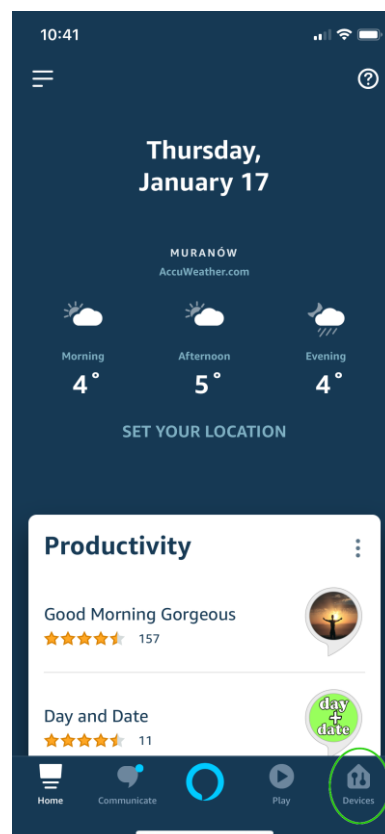 10:41
Thursday,
January 17
MURANÓW
AccuWeather.com
Morning Afternoon Evening
4° 5° 4°
SET YOUR LOCATION
Productivity
Good Morning Gorgeous
157
Day and Date
11
day
+
date
Home Communicate Play Devices